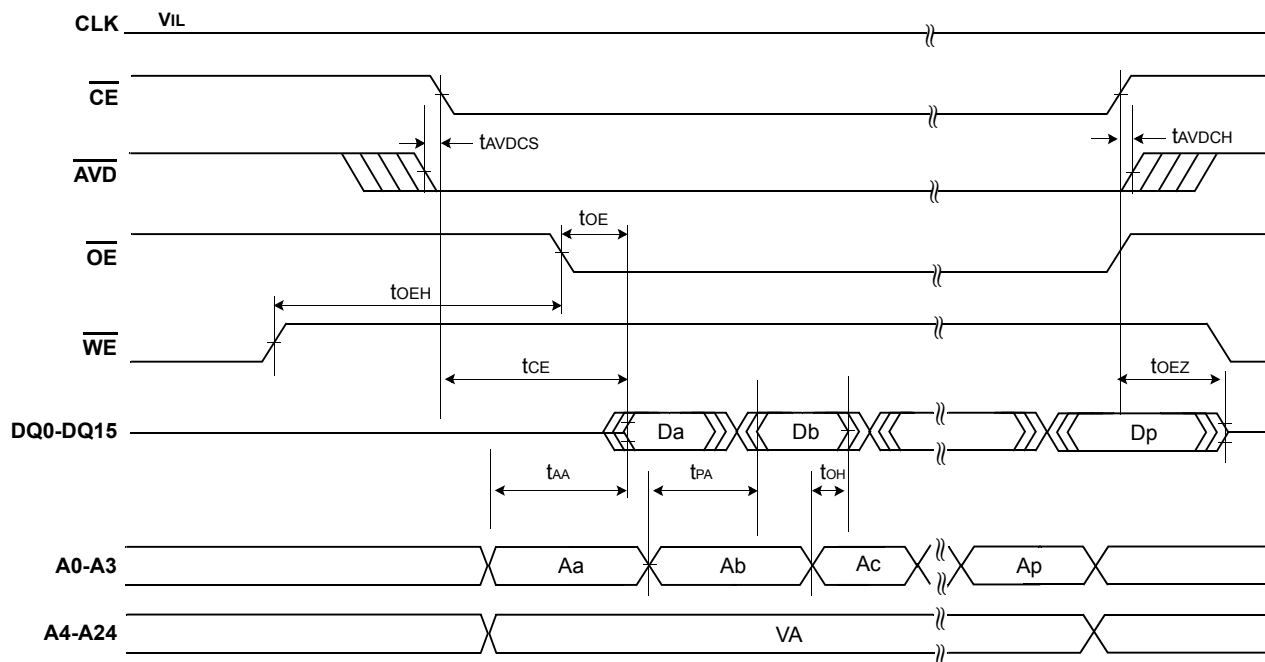 CLK VIL
CE
tAVDCS tAVDCH
AVD
tOE
OE
tOEH
WE
tCE tOEZ
DQ0-DQ15 Da Db Dp
tAA tPA tOH
A0-A3 Aa Ab Ac Ap
A4-A24 VA